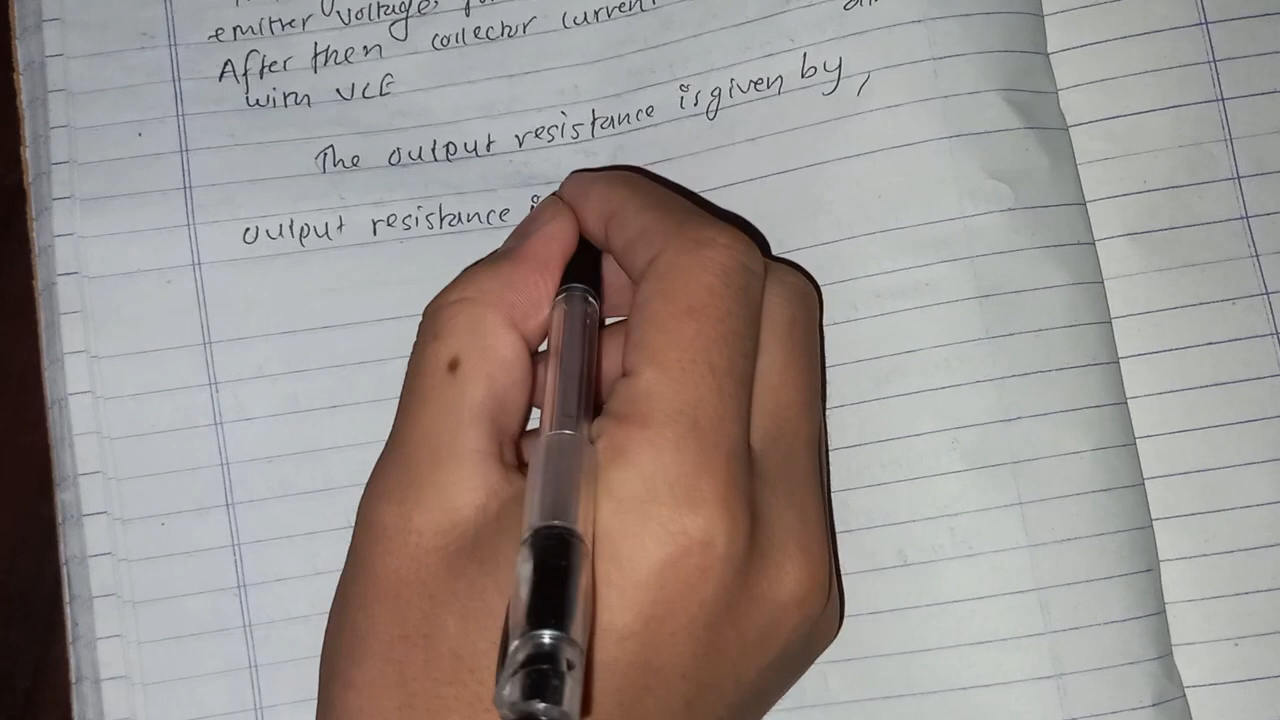 emitter voltage,
After then collector current
with VCE
The output resistance is given by,
output resistance